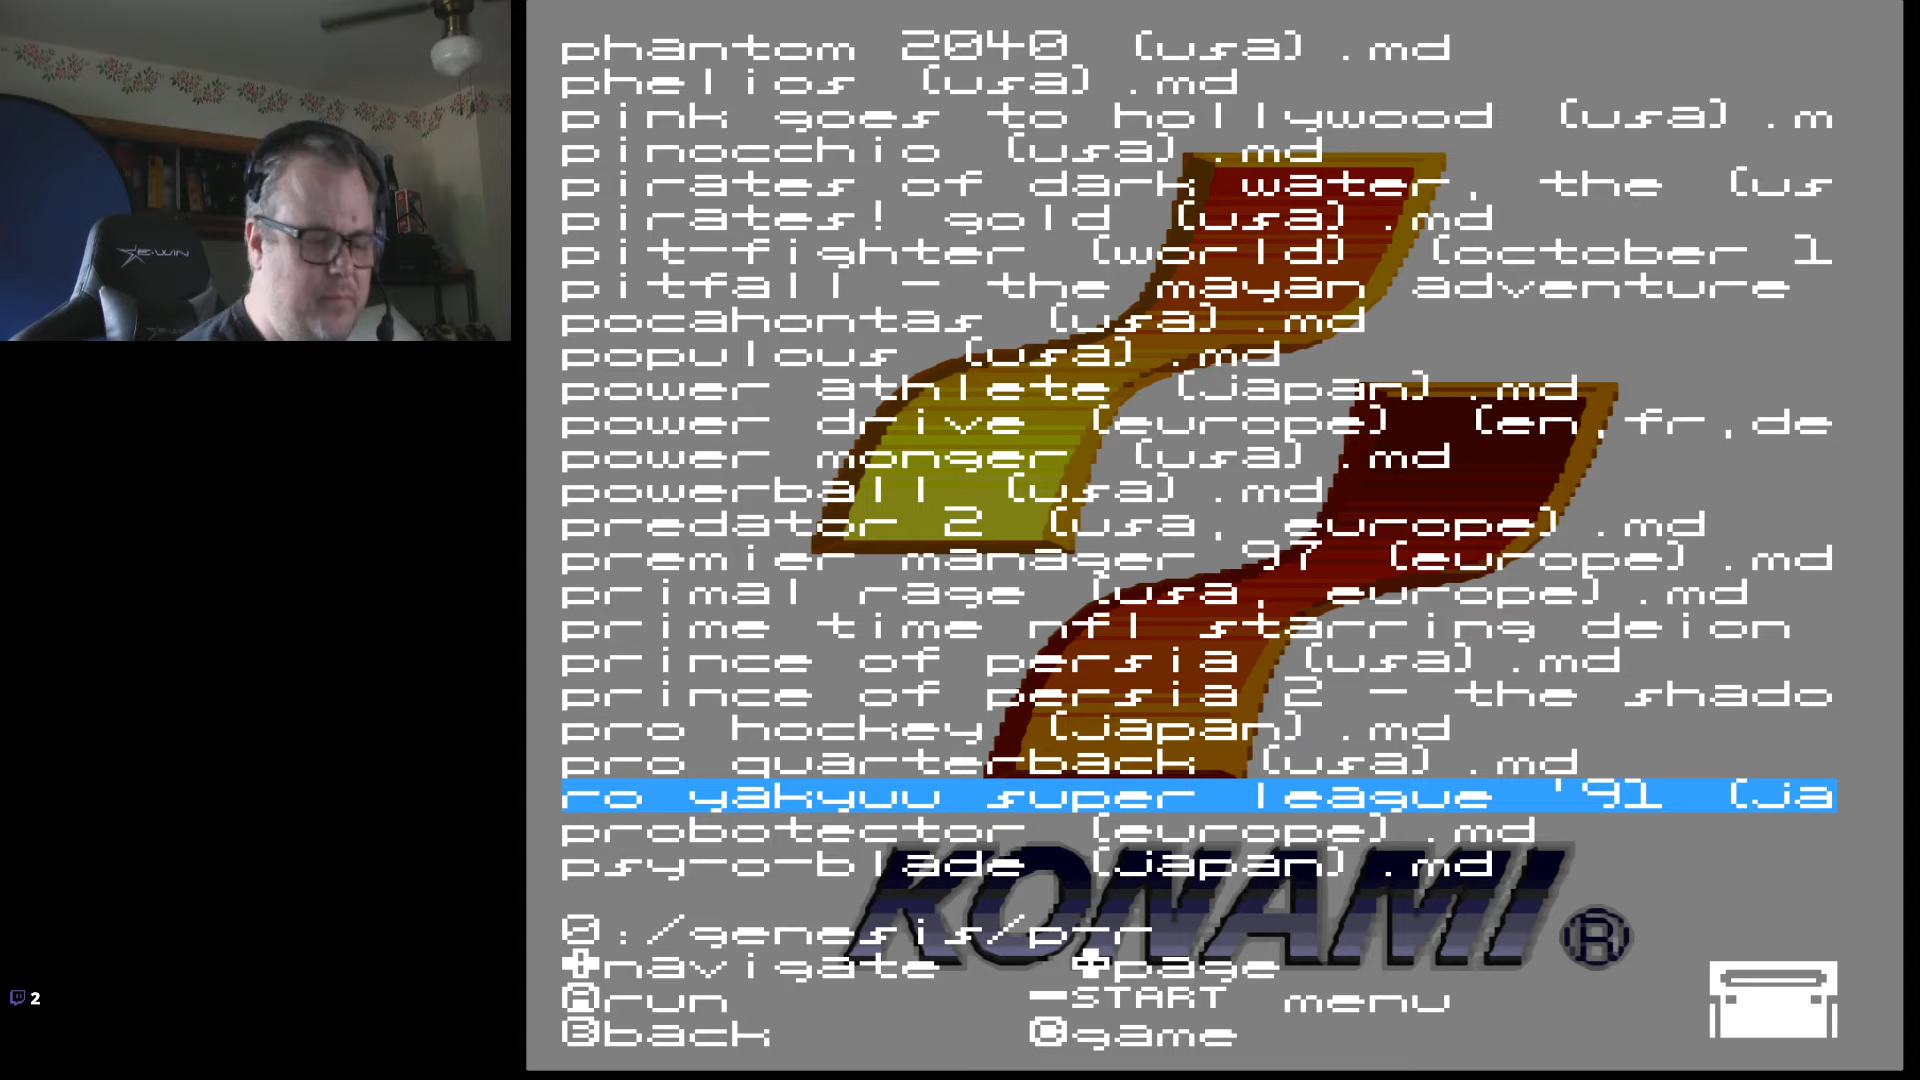 phantom 2040 (usa).md
phelios (usa).md
pink goes to hollywood (usa).m
pinocchio (usa).md
pirates of dark water, the (us
pirates! gold (usa).md
pit-fighter (world) (october 1
pitfall - the mayan adventure
pocahontas (usa).md
populous (usa).md
power athlete (japan).md
power drive (europe) (en,fr,de
power monger (usa).md
powerball (usa).md
predator 2 (usa, europe).md
premier manager 97 (europe).md
primal rage (usa, europe).md
prime time nfl starring deion
prince of persia (usa).md
prince of persia 2 - the shado
pro hockey (japan).md
pro quarterback (usa).md
ro yakyuu super league '91 (ja
probotector (europe).md
psy-o-blade (japan).md
KONAMI ®
0:/genesis/p-r
navigate page
A run START menu
B back C game
E-WIN
2